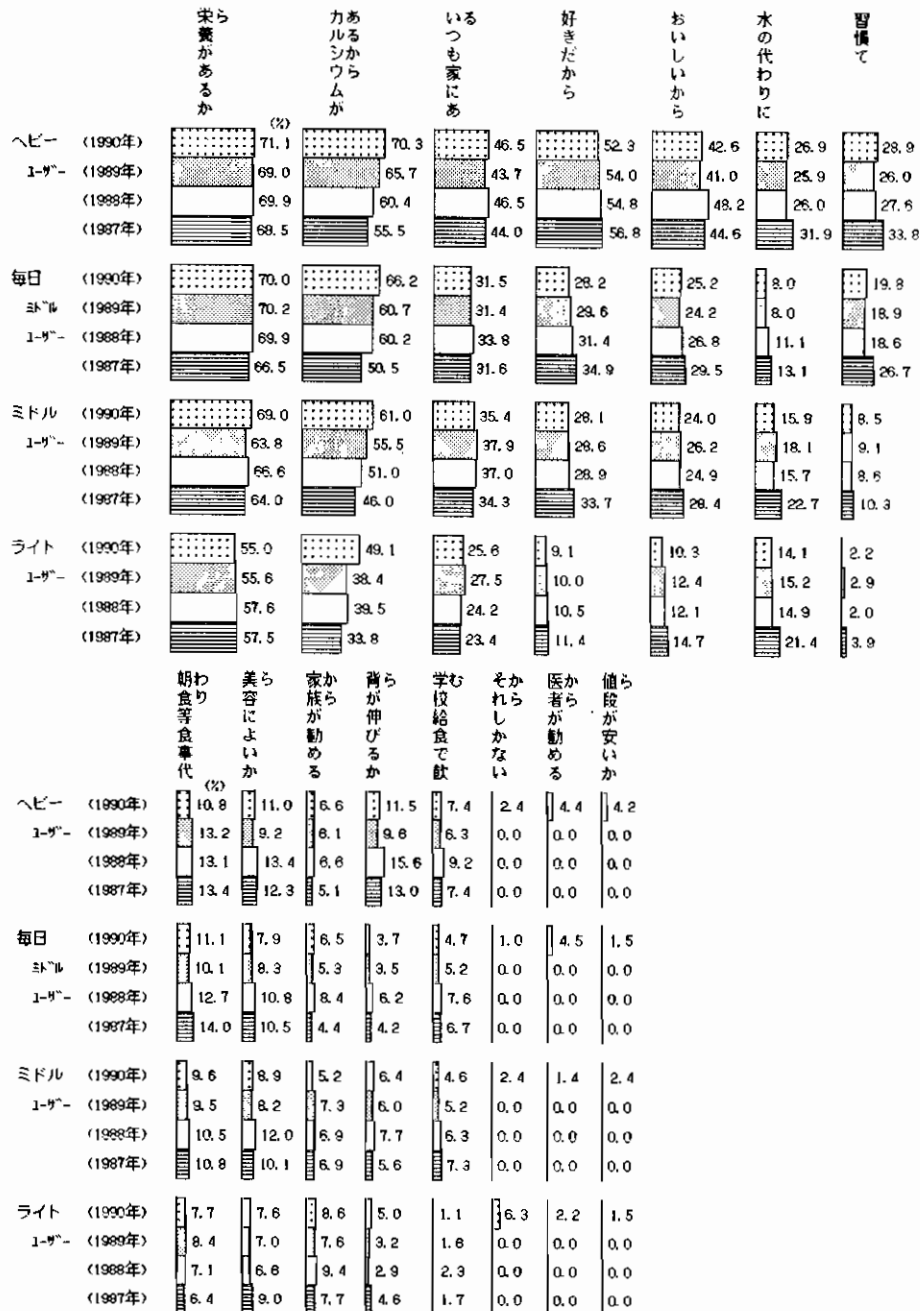 栄養があるから
カルシウムがあるから
いつも家にある
好きだから
おいしいから
水の代わりに
習慣で
(%)
ヘビー (1990年) 71.1 70.3 46.5 52.3 42.6 26.9 28.9
ユーザー (1989年) 69.0 65.7 43.7 54.0 41.0 25.9 26.0
(1988年) 69.9 60.4 46.5 54.8 48.2 26.0 27.6
(1987年) 68.5 55.5 44.0 56.8 44.6 31.9 33.8
毎日 (1990年) 70.0 66.2 31.5 28.2 25.2 8.0 19.8
ミドル (1989年) 70.2 60.7 31.4 29.6 24.2 8.0 18.9
ユーザー (1988年) 69.9 60.2 33.8 31.4 26.8 11.1 18.6
(1987年) 66.5 50.5 31.6 34.9 29.5 13.1 26.7
ミドル (1990年) 69.0 61.0 35.4 28.1 24.0 15.9 8.5
ユーザー (1989年) 63.8 55.5 37.9 28.6 26.2 18.1 9.1
(1988年) 66.6 51.0 37.0 28.9 24.9 15.7 8.6
(1987年) 64.0 46.0 34.3 33.7 28.4 22.7 10.3
ライト (1990年) 55.0 49.1 25.6 9.1 10.3 14.1 2.2
ユーザー (1989年) 55.6 38.4 27.5 10.0 12.4 15.2 2.9
(1988年) 57.6 39.5 24.2 10.5 12.1 14.9 2.0
(1987年) 57.5 33.8 23.4 11.4 14.7 21.4 3.9
朝食等食事代わり
美容によいから
家族が勧めるから
背が伸びるから
学校給食で飲む
それしかないから
医者が勧めるから
値段が安いから
(%)
ヘビー (1990年) 10.8 11.0 6.6 11.5 7.4 2.4 4.4 4.2
ユーザー (1989年) 13.2 9.2 6.1 9.6 6.3 0.0 0.0 0.0
(1988年) 13.1 13.4 6.6 15.6 9.2 0.0 0.0 0.0
(1987年) 13.4 12.3 5.1 13.0 7.4 0.0 0.0 0.0
毎日 (1990年) 11.1 7.9 6.5 3.7 4.7 1.0 4.5 1.5
ミドル (1989年) 10.1 8.3 5.3 3.5 5.2 0.0 0.0 0.0
ユーザー (1988年) 12.7 10.8 8.4 6.2 7.6 0.0 0.0 0.0
(1987年) 14.0 10.5 4.4 4.2 6.7 0.0 0.0 0.0
ミドル (1990年) 9.6 8.9 5.2 6.4 4.6 2.4 1.4 2.4
ユーザー (1989年) 9.5 8.2 7.3 6.0 5.2 0.0 0.0 0.0
(1988年) 10.5 12.0 6.9 7.7 6.3 0.0 0.0 0.0
(1987年) 10.8 10.1 6.9 5.6 7.3 0.0 0.0 0.0
ライト (1990年) 7.7 7.6 8.6 5.0 1.1 6.3 2.2 1.5
ユーザー (1989年) 8.4 7.0 7.6 3.2 1.6 0.0 0.0 0.0
(1988年) 7.1 6.6 9.4 2.9 2.3 0.0 0.0 0.0
(1987年) 6.4 9.0 7.7 4.6 1.7 0.0 0.0 0.0